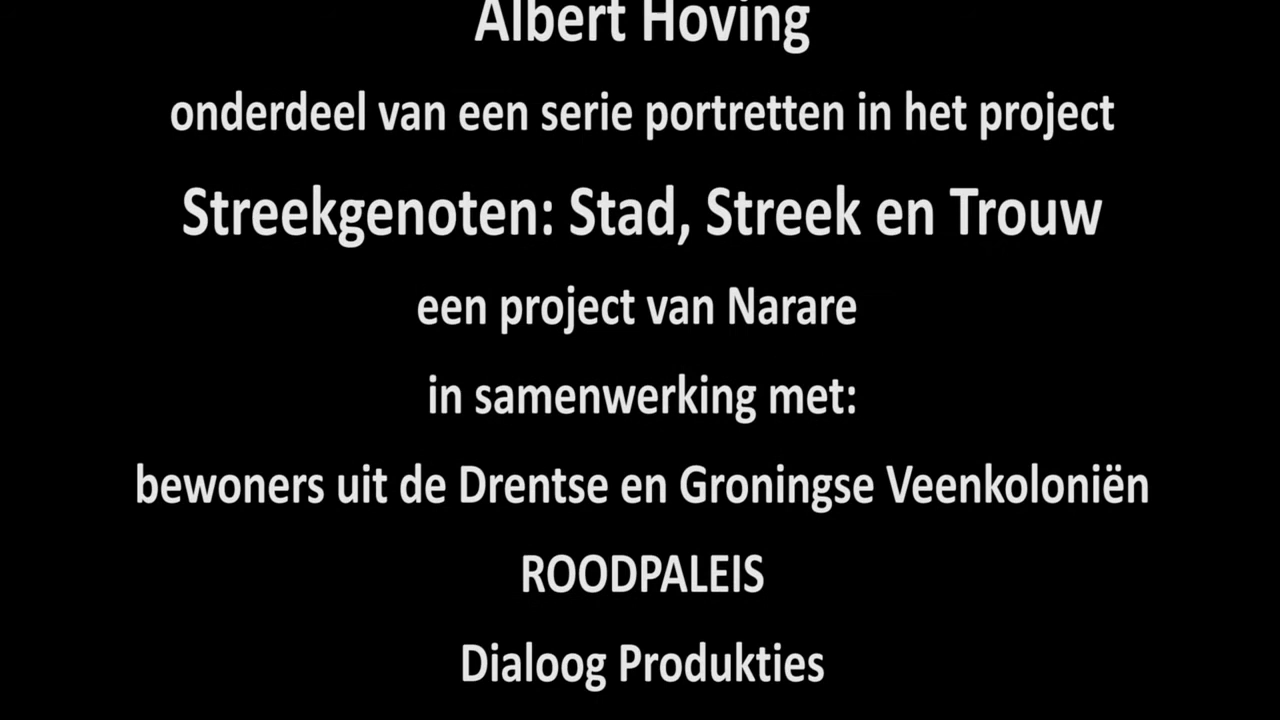 Albert Hoving
onderdeel van een serie portretten in het project
Streekgenoten: Stad, Streek en Trouw
een project van Narare
in samenwerking met:
bewoners uit de Drentse en Groningse Veenkoloniën
ROODPALEIS
Dialoog Produkties